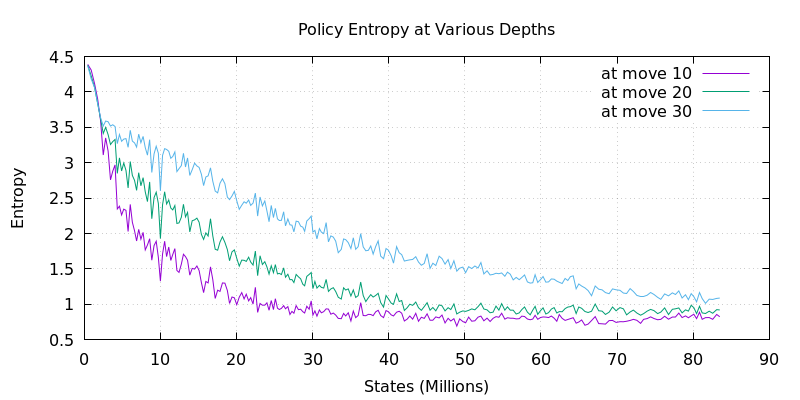 Policy Entropy at Various Depths
at move 10
at move 20
at move 30
4.5
4
3.5
3
2.5
2
1.5
1
0.5
Entropy
0 10 20 30 40 50 60 70 80 90
States (Millions)